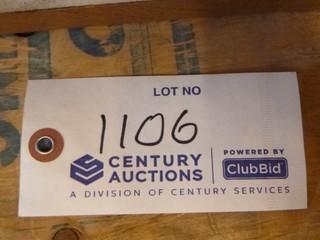 LOT NO
1106
CENTURY AUCTIONS
POWERED BY
ClubBid
A DIVISION OF CENTURY SERVICES